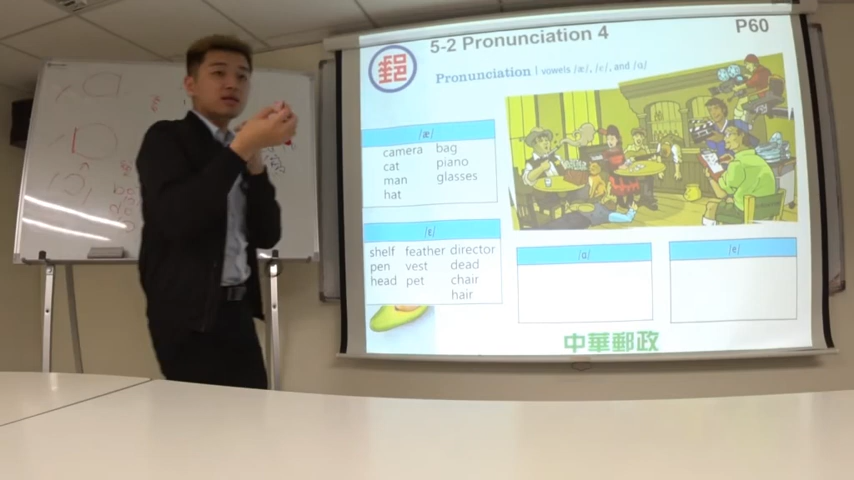 5-2 Pronunciation 4
P60
郵
Pronunciation | vowels /æ/, /ɛ/, and /ɑ/
/æ/
camera bag
cat piano
man glasses
hat
/ɛ/
shelf feather director
pen vest dead
head pet chair
hair
/ɑ/
/e/
中華郵政